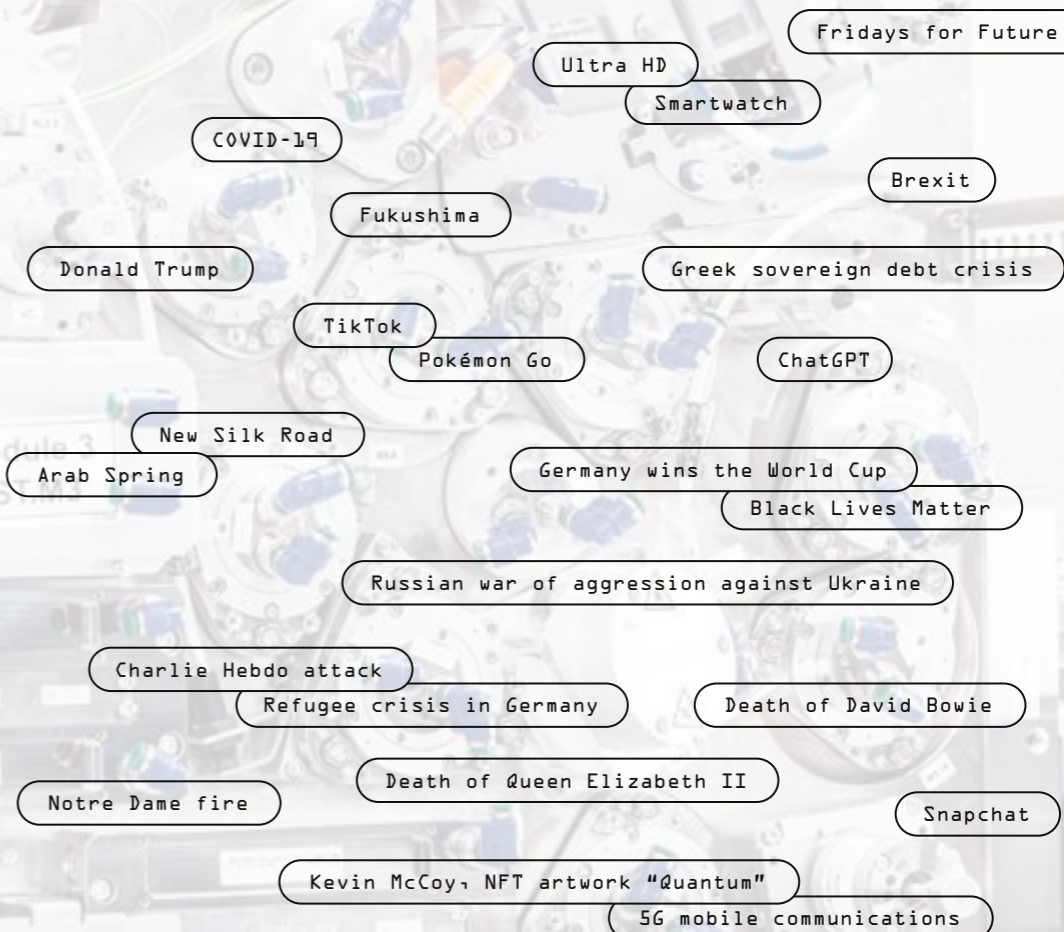 Fridays for Future
Ultra HD
Smartwatch
COVID-19
Brexit
Fukushima
Donald Trump
Greek sovereign debt crisis
TikTok
Pokémon Go
ChatGPT
New Silk Road
dule 3
Arab Spring
Germany wins the World Cup
Black Lives Matter
Russian war of aggression against Ukraine
Charlie Hebdo attack
Refugee crisis in Germany
Death of David Bowie
Death of Queen Elizabeth II
Notre Dame fire
Snapchat
Kevin McCoy, NFT artwork “Quantum”
5G mobile communications